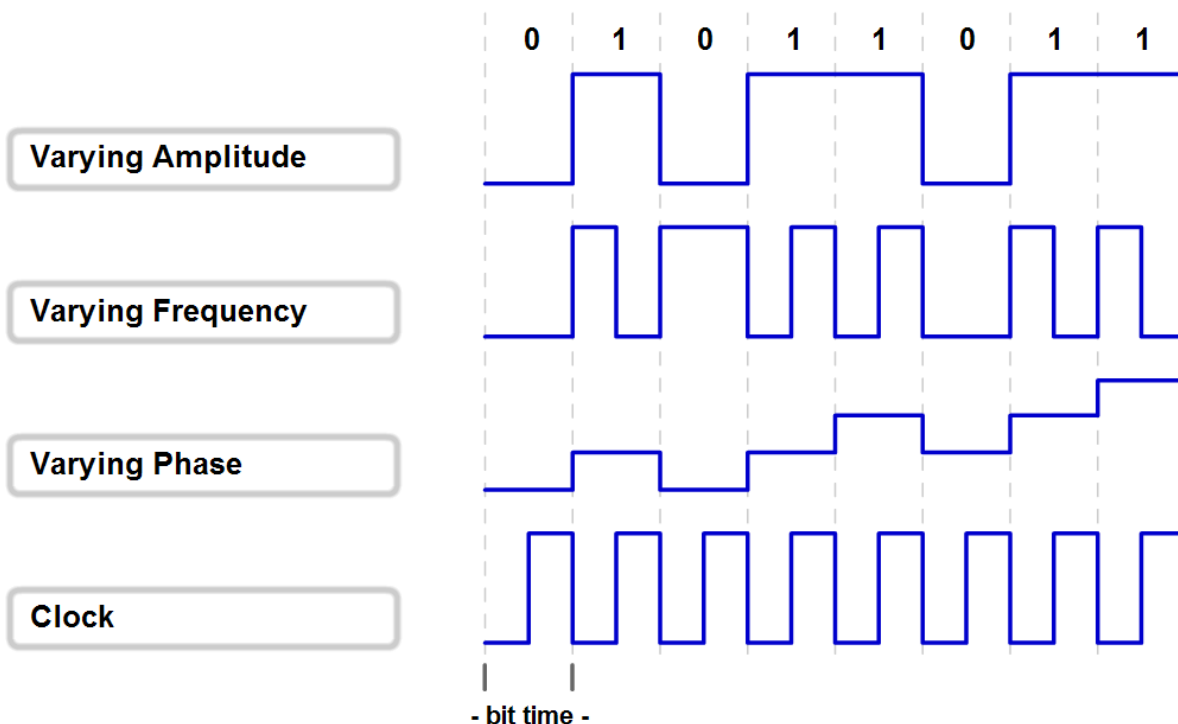 0 1 0 1 1 0 1 1
Varying Amplitude
Varying Frequency
Varying Phase
Clock
- bit time -